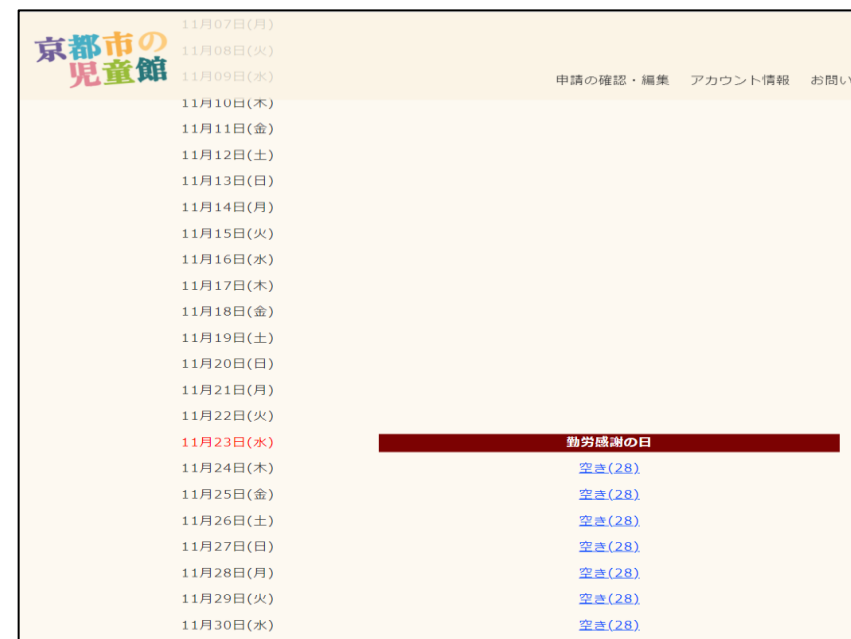 11月07日(月)
京都市の
児童館
11月08日(火)
11月09日(水)
申請の確認・編集 アカウント情報 お問い
11月10日(木)
11月11日(金)
11月12日(土)
11月13日(日)
11月14日(月)
11月15日(火)
11月16日(水)
11月17日(木)
11月18日(金)
11月19日(土)
11月20日(日)
11月21日(月)
11月22日(火)
11月23日(水) 勤労感謝の日
11月24日(木) 空き(28)
11月25日(金) 空き(28)
11月26日(土) 空き(28)
11月27日(日) 空き(28)
11月28日(月) 空き(28)
11月29日(火) 空き(28)
11月30日(水) 空き(28)